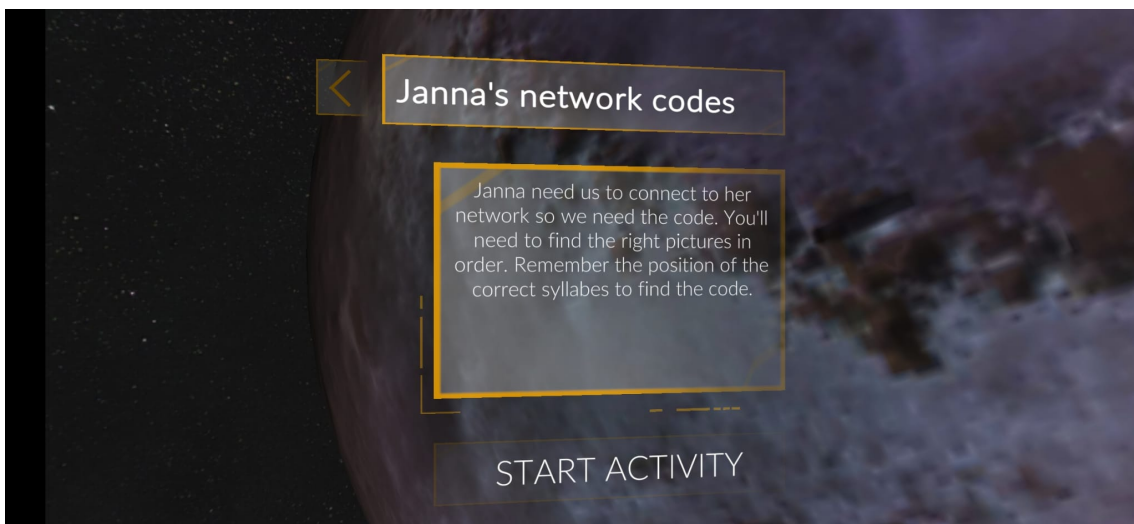 Janna's network codes
Janna need us to connect to her
network so we need the code. You'll
need to find the right pictures in
order. Remember the position of the
correct syllabes to find the code.
START ACTIVITY